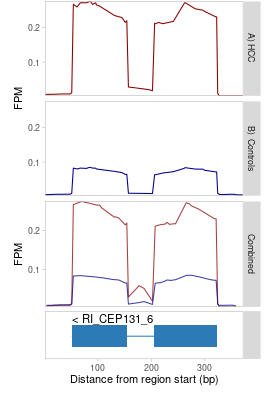 0.2
0.1
FPM
A) HCC
0.2
0.1
B) Controls
0.2
0.1
FPM
Combined
< RI_CEP131_6
100
200
300
Distance from region start (bp)